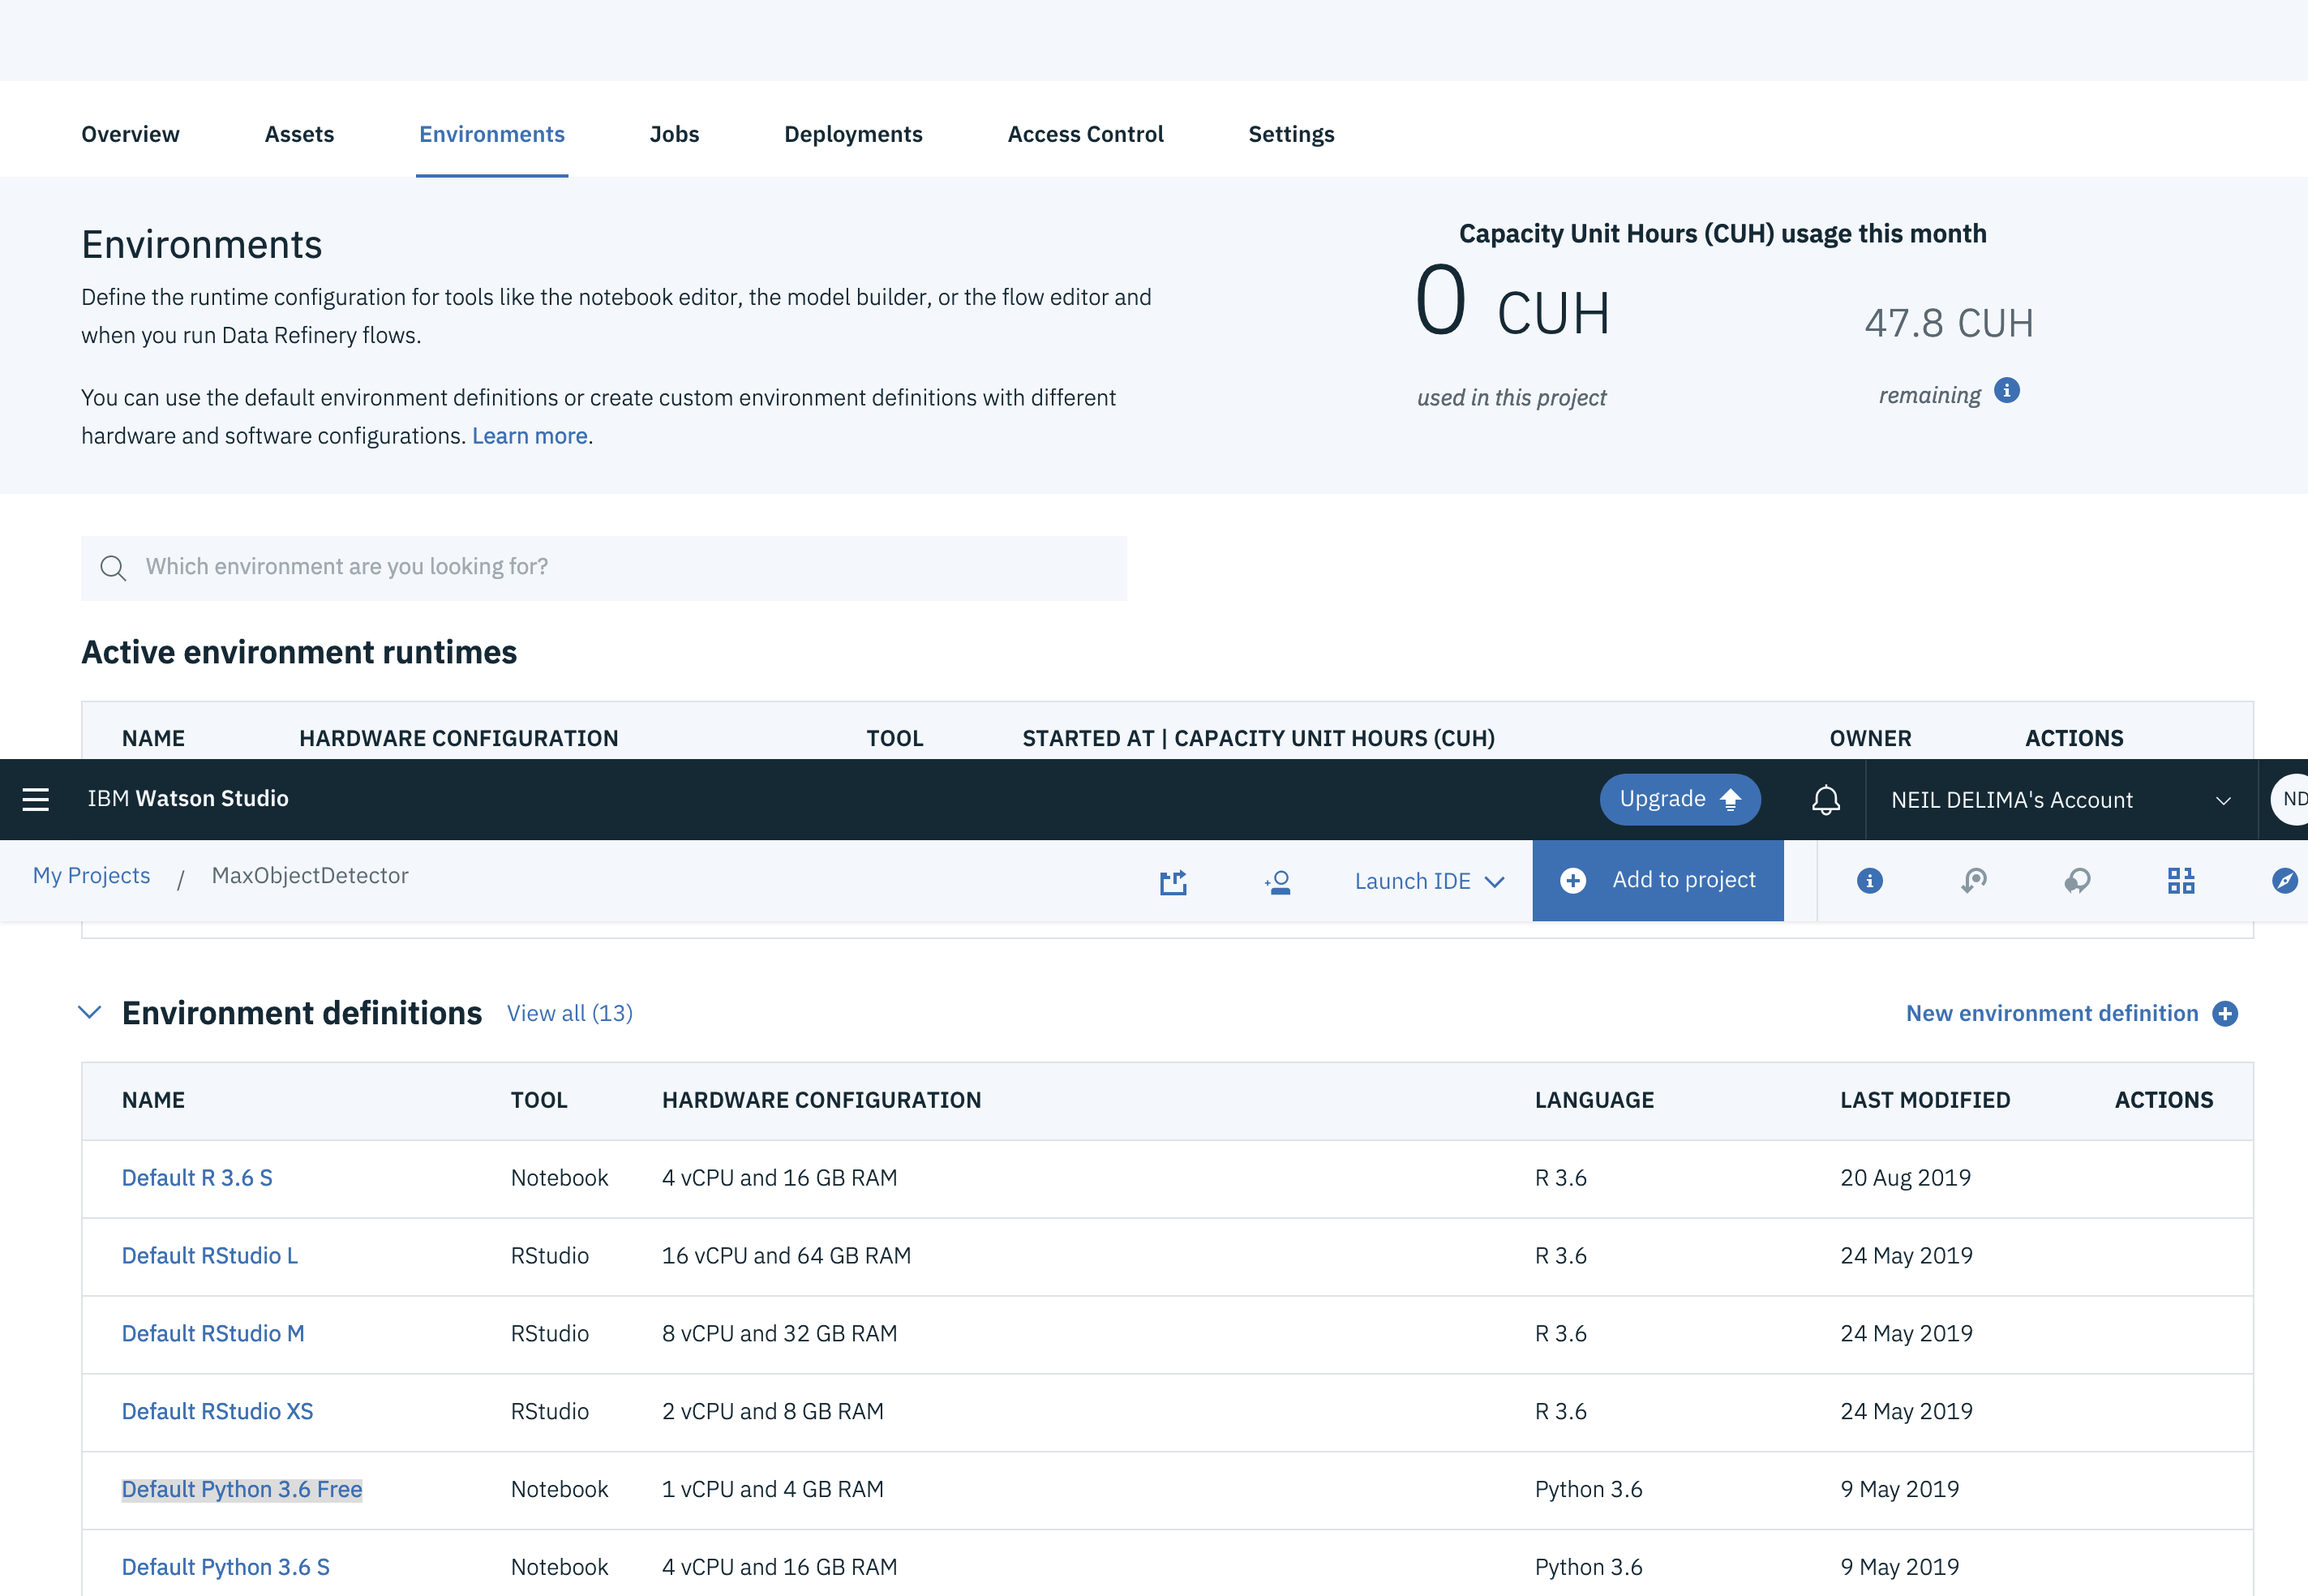 Overview Assets Environments Jobs Deployments Access Control Settings
Environments
Define the runtime configuration for tools like the notebook editor, the model builder, or the flow editor and
when you run Data Refinery flows.
You can use the default environment definitions or create custom environment definitions with different
hardware and software configurations. Learn more.
Capacity Unit Hours (CUH) usage this month
0 CUH 47.8 CUH
used in this project remaining
Which environment are you looking for?
Active environment runtimes
NAME HARDWARE CONFIGURATION TOOL STARTED AT | CAPACITY UNIT HOURS (CUH) OWNER ACTIONS
IBM Watson Studio Upgrade NEIL DELIMA's Account ND
My Projects / MaxObjectDetector Launch IDE Add to project
Environment definitions View all (13) New environment definition
NAME TOOL HARDWARE CONFIGURATION LANGUAGE LAST MODIFIED ACTIONS
Default R 3.6 S Notebook 4 vCPU and 16 GB RAM R 3.6 20 Aug 2019
Default RStudio L RStudio 16 vCPU and 64 GB RAM R 3.6 24 May 2019
Default RStudio M RStudio 8 vCPU and 32 GB RAM R 3.6 24 May 2019
Default RStudio XS RStudio 2 vCPU and 8 GB RAM R 3.6 24 May 2019
Default Python 3.6 Free Notebook 1 vCPU and 4 GB RAM Python 3.6 9 May 2019
Default Python 3.6 S Notebook 4 vCPU and 16 GB RAM Python 3.6 9 May 2019